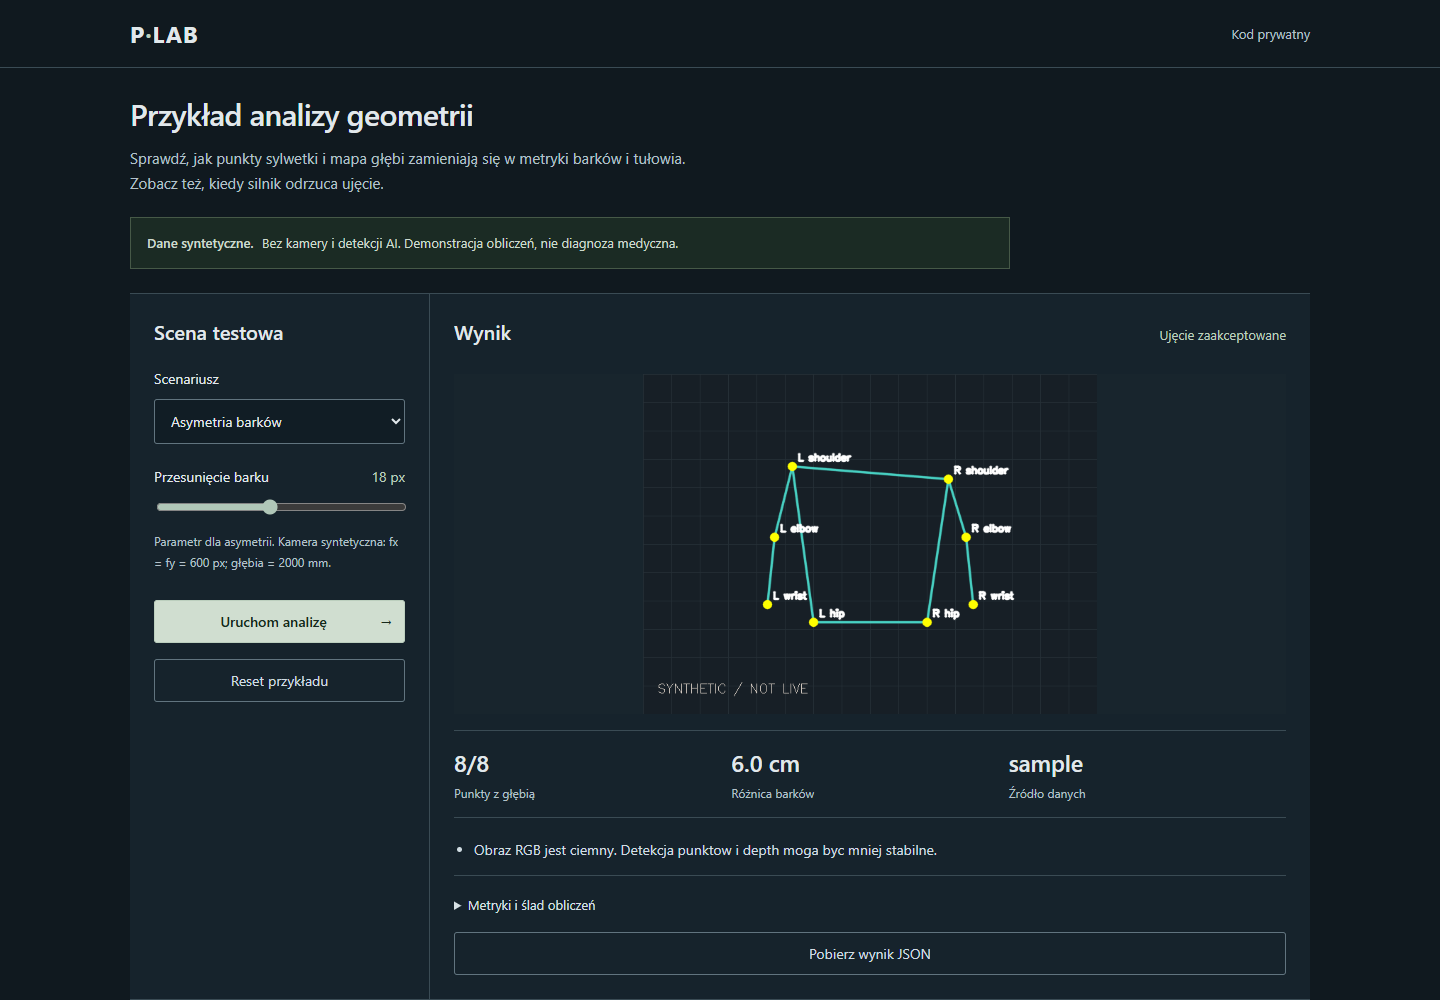 P·LAB
Kod prywatny
Przykład analizy geometrii
Sprawdź, jak punkty sylwetki i mapa głębi zamieniają się w metryki barków i tułowia.
Zobacz też, kiedy silnik odrzuca ujęcie.
Dane syntetyczne. Bez kamery i detekcji AI. Demonstracja obliczeń, nie diagnoza medyczna.
Scena testowa
Scenariusz
Asymetria barków
Przesunięcie barku 18 px
Parametr dla asymetrii. Kamera syntetyczna: fx
= fy = 600 px; głębia = 2000 mm.
Uruchom analizę →
Reset przykładu
Wynik
Ujęcie zaakceptowane
L shoulder
R shoulder
L elbow
R elbow
L wrist
R wrist
L hip
R hip
SYNTHETIC / NOT LIVE
8/8
Punkty z głębią
6.0 cm
Różnica barków
sample
Źródło danych
Obraz RGB jest ciemny. Detekcja punktow i depth moga byc mniej stabilne.
Metryki i ślad obliczeń
Pobierz wynik JSON